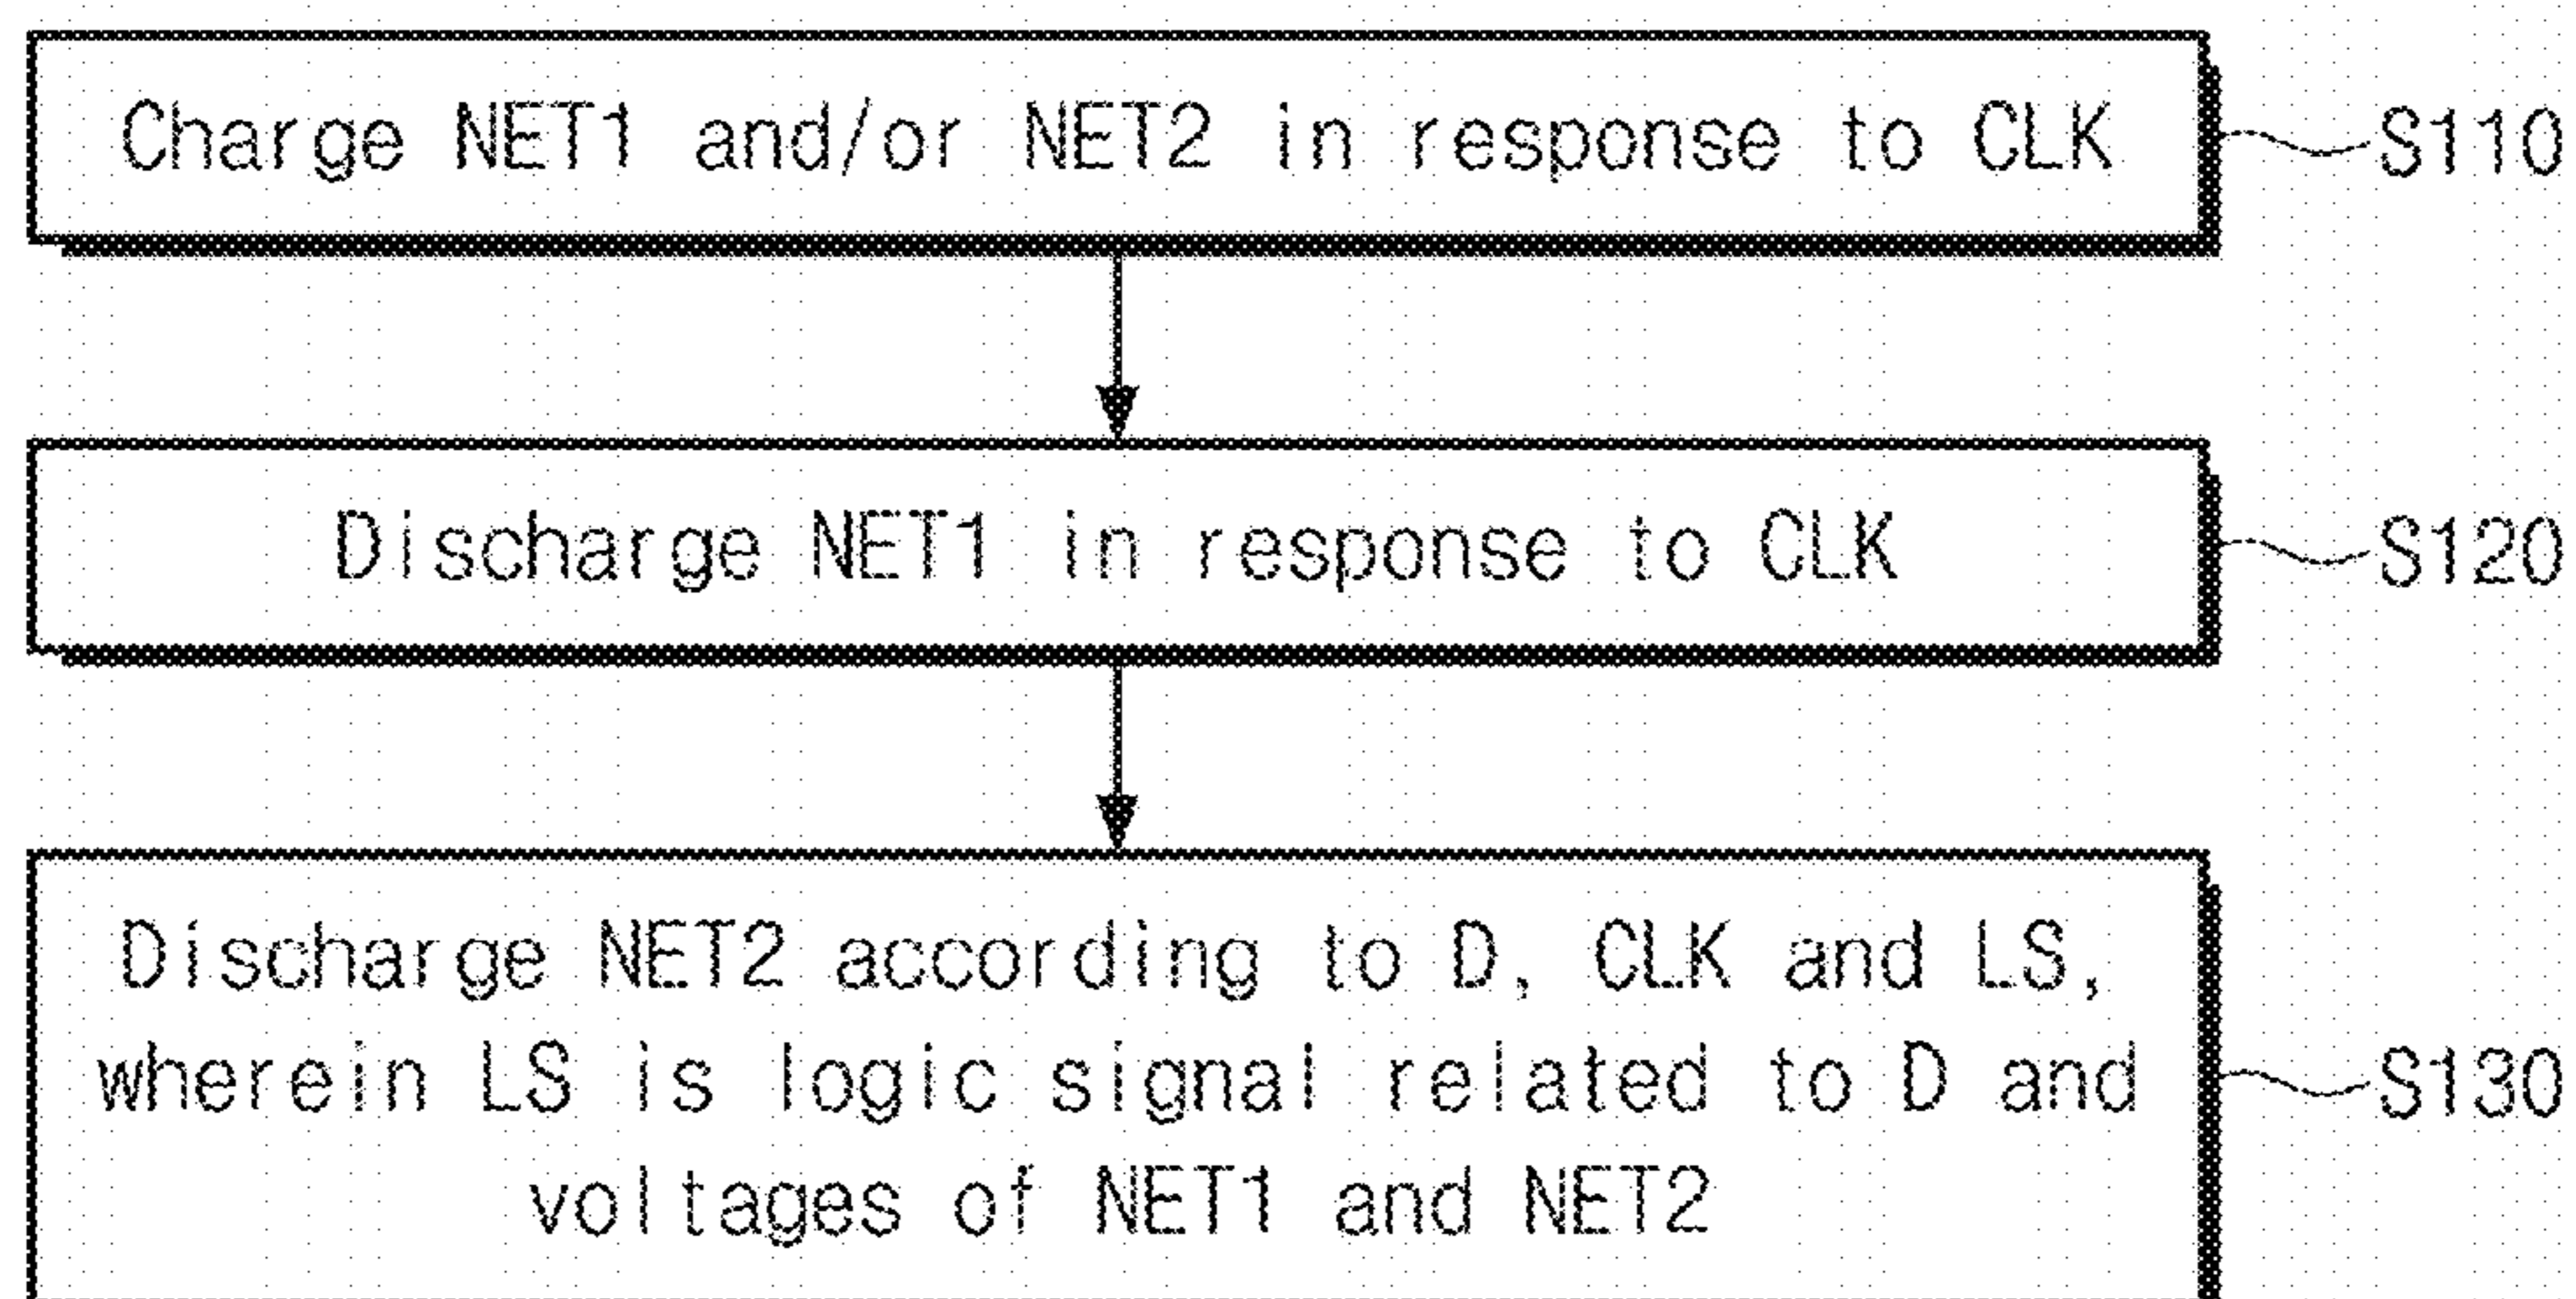 Charge NET1 and/or NET2 in response to CLK
S110
Discharge NET1 in response to CLK
S120
Discharge NET2 according to D, CLK and LS,
wherein LS is logic signal related to D and
voltages of NET1 and NET2
S130